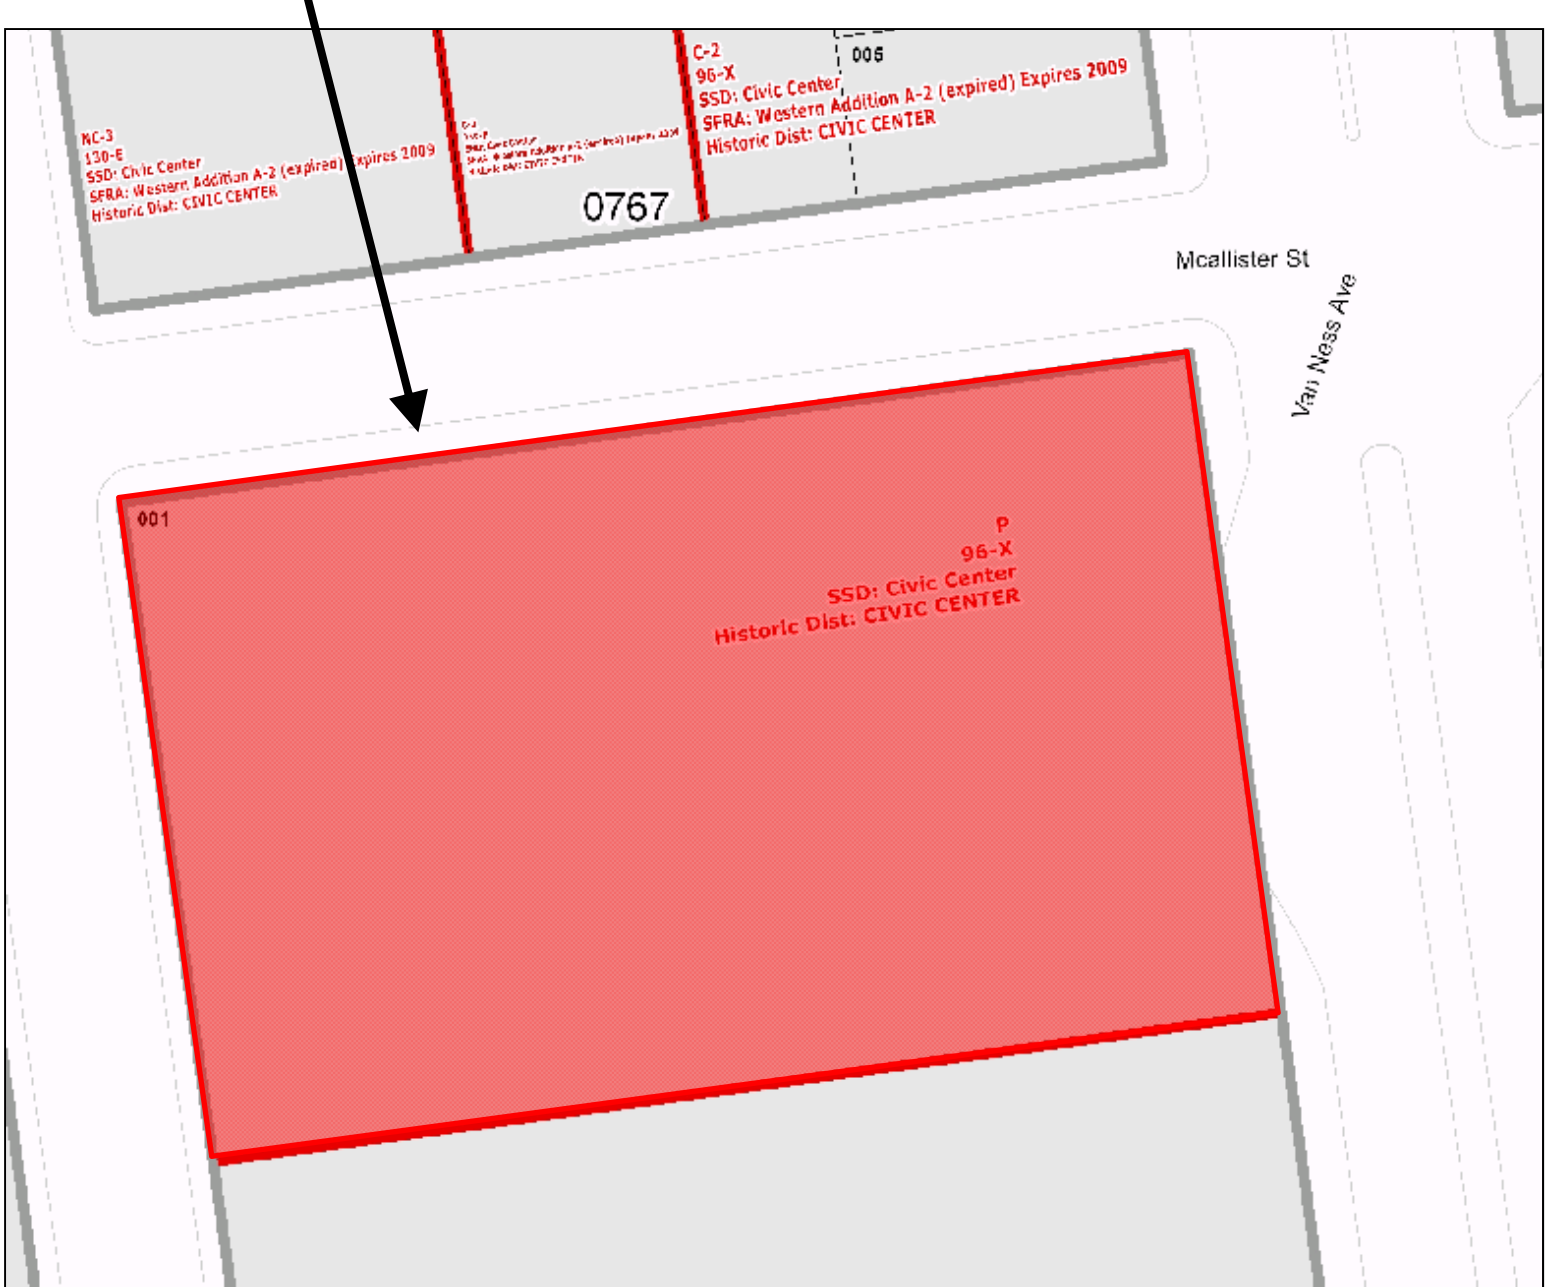 C-2
96-X
SSD: Civic Center
SFRA: Western Addition A-2 (expired) Expires 2009
Historic Dist: CIVIC CENTER
006
NC-3
130-E
SSD: Civic Center
SFRA: Western Addition A-2 (expired) Expires 2009
Historic Dist: CIVIC CENTER
0767
Mcallister St
Van Ness Ave
001
P
96-X
SSD: Civic Center
Historic Dist: CIVIC CENTER